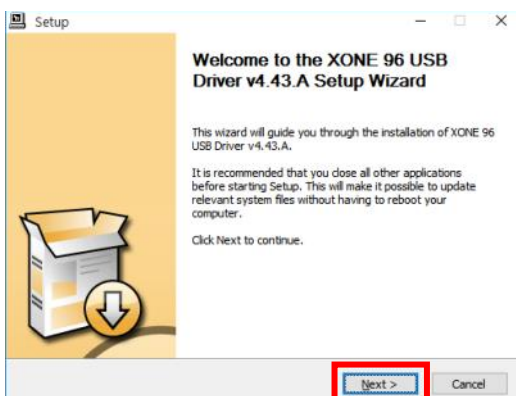 Setup
Welcome to the XONE 96 USB
Driver v4.43.A Setup Wizard
This wizard will guide you through the installation of XONE 96
USB Driver v4.43.A.
It is recommended that you close all other applications
before starting Setup. This will make it possible to update
relevant system files without having to reboot your
computer.
Click Next to continue.
Next >
Cancel